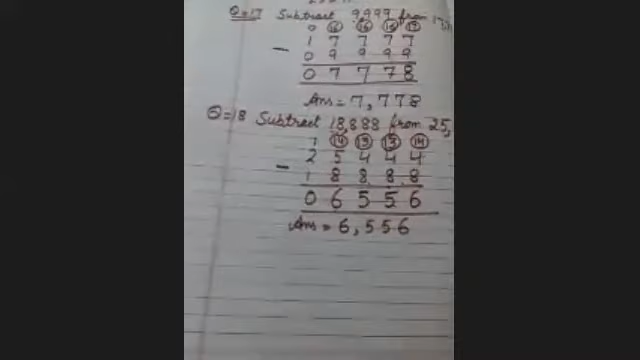 Q=17 Subtract 9999 from
0 16 16 16 17
1 7 7 7 7
- 0 9 9 9 9
0 7 7 7 8
Ans = 7,778
Q=18 Subtract 18,888 from 25,
1 14 13 13 14
2 5 4 4 4
- 1 8 8 8 8
0 6 5 5 6
Ans = 6,556